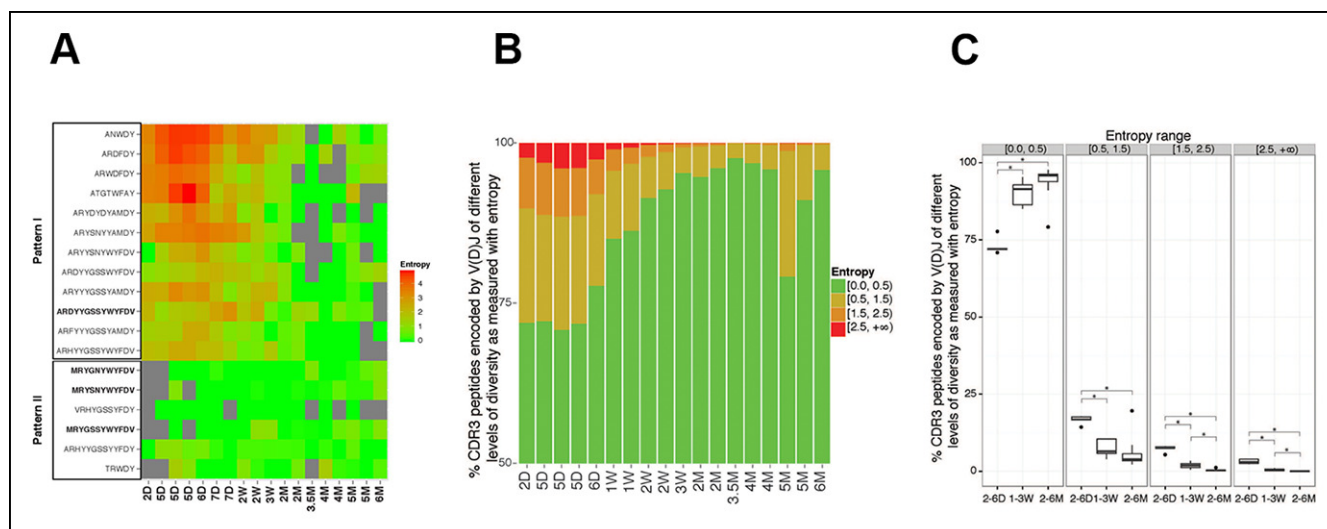 A
B
C
Pattern I
ANWDY
ARDFDY
ARWDFDY
ATGTWFAY
ARYDYDYAMDY
ARYSNYYAMDY
ARYYSNYWYFDV
ARDYYGSSWYFDV
ARYYYGSSYAMDY
ARDYYGSSYWYFDV
ARFYYYGSSYAMDY
ARHYYGSSYWYFDV
Pattern II
MRYGNYWYFDV
MRYSNYWYFDV
VRHYGSSYFDY
MRYGSSYWYFDV
ARHYYGSSYYFDY
TRWDY
2D 5D 5D 5D 6D 7D 7D 2W 2W 3W 2M 2M 3.5M 4M 4M 5M 5M 6M
Entropy
4
3
2
1
0
% CDR3 peptides encoded by V(D)J of different
levels of diversity as measured with entropy
100
75
50
2D 5D 5D 5D 6D 1W 1W 2W 2W 3W 2M 2M 3.5M 4M 4M 5M 5M 6M
Entropy
[0.0, 0.5)
[0.5, 1.5)
[1.5, 2.5)
[2.5, +∞)
% CDR3 peptides encoded by V(D)J of different
levels of diversity as measured with entropy
Entropy range
[0.0, 0.5) [0.5, 1.5) [1.5, 2.5) [2.5, +∞)
100
75
50
25
0
* * * * * * * * * *
2-6D 1-3W 2-6M 2-6D 1-3W 2-6M 2-6D 1-3W 2-6M 2-6D 1-3W 2-6M